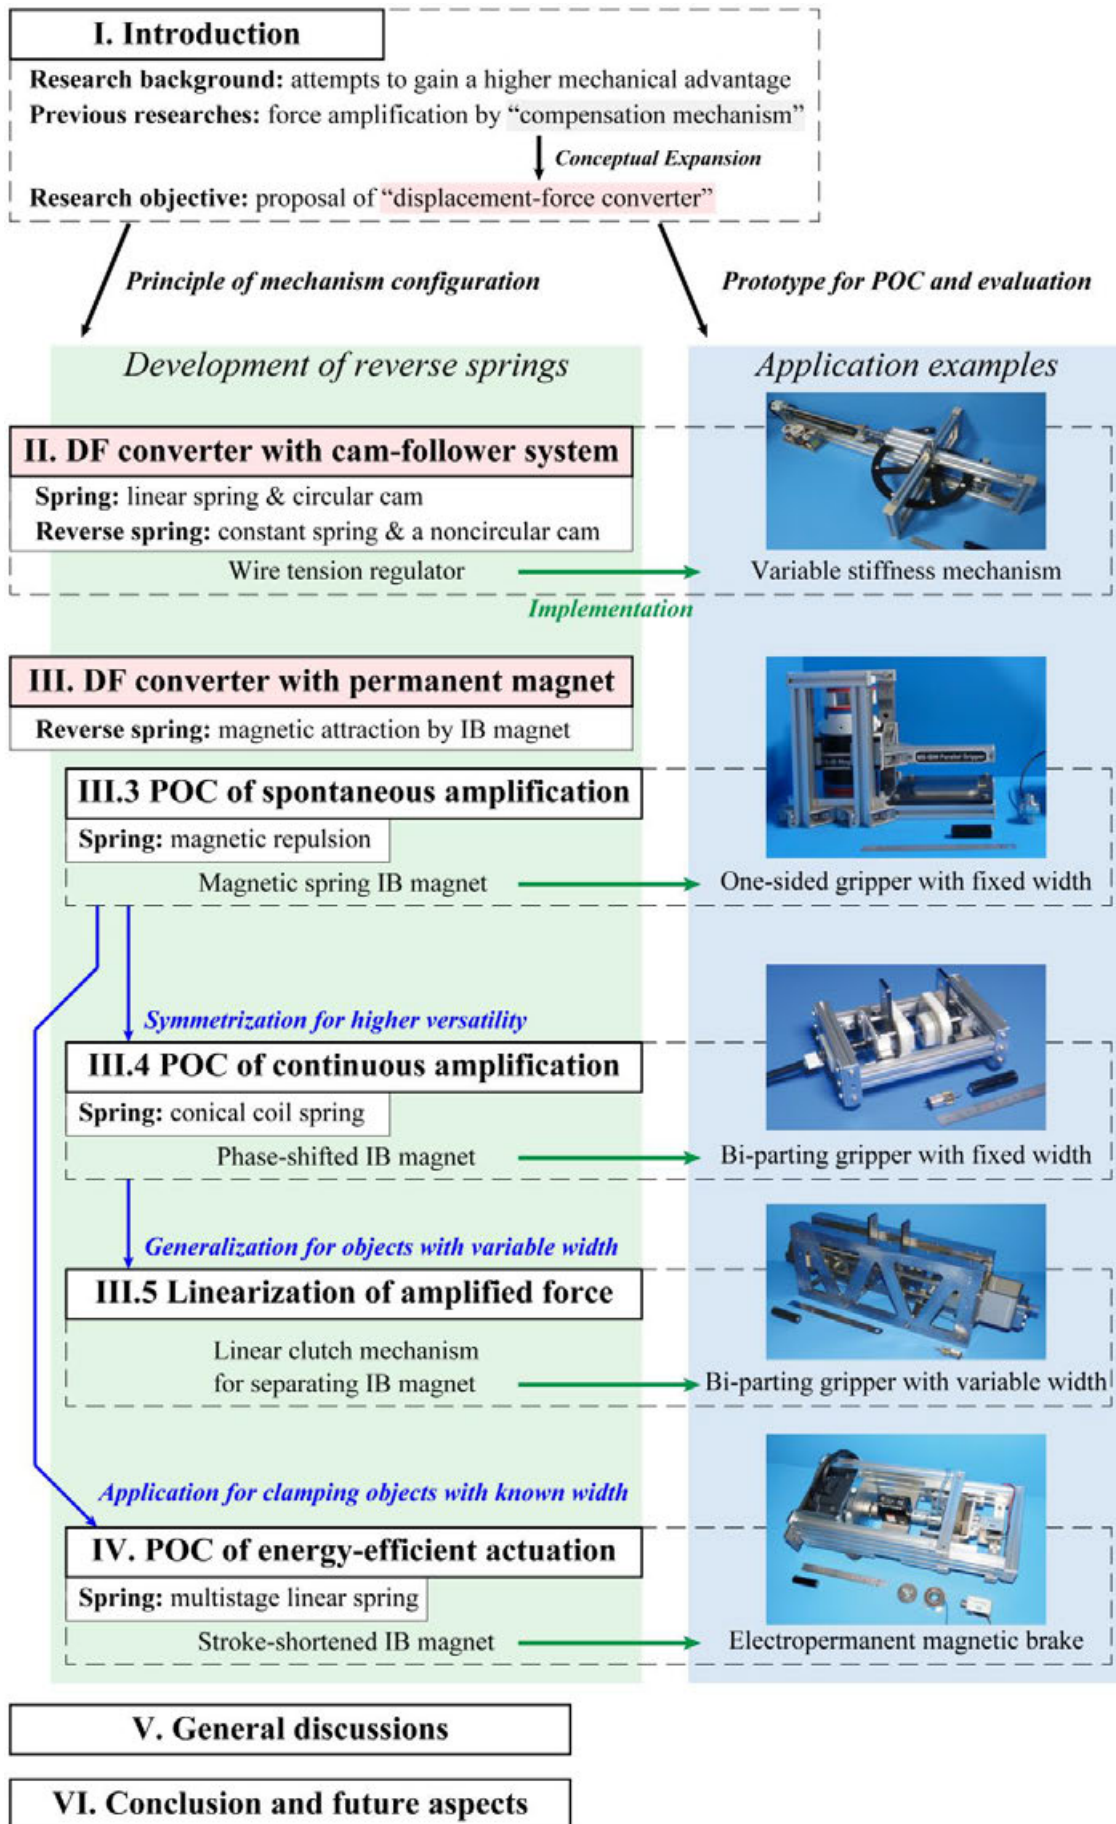 I. Introduction
Research background: attempts to gain a higher mechanical advantage
Previous researches: force amplification by “compensation mechanism”
Conceptual Expansion
Research objective: proposal of “displacement-force converter”
Principle of mechanism configuration
Prototype for POC and evaluation
Development of reverse springs
Application examples
II. DF converter with cam-follower system
Spring: linear spring & circular cam
Reverse spring: constant spring & a noncircular cam
Wire tension regulator
Variable stiffness mechanism
Implementation
III. DF converter with permanent magnet
Reverse spring: magnetic attraction by IB magnet
III.3 POC of spontaneous amplification
Spring: magnetic repulsion
Magnetic spring IB magnet
One-sided gripper with fixed width
Symmetrization for higher versatility
III.4 POC of continuous amplification
Spring: conical coil spring
Phase-shifted IB magnet
Bi-parting gripper with fixed width
Generalization for objects with variable width
III.5 Linearization of amplified force
Linear clutch mechanism
for separating IB magnet
Bi-parting gripper with variable width
Application for clamping objects with known width
IV. POC of energy-efficient actuation
Spring: multistage linear spring
Stroke-shortened IB magnet
Electropermanent magnetic brake
V. General discussions
VI. Conclusion and future aspects